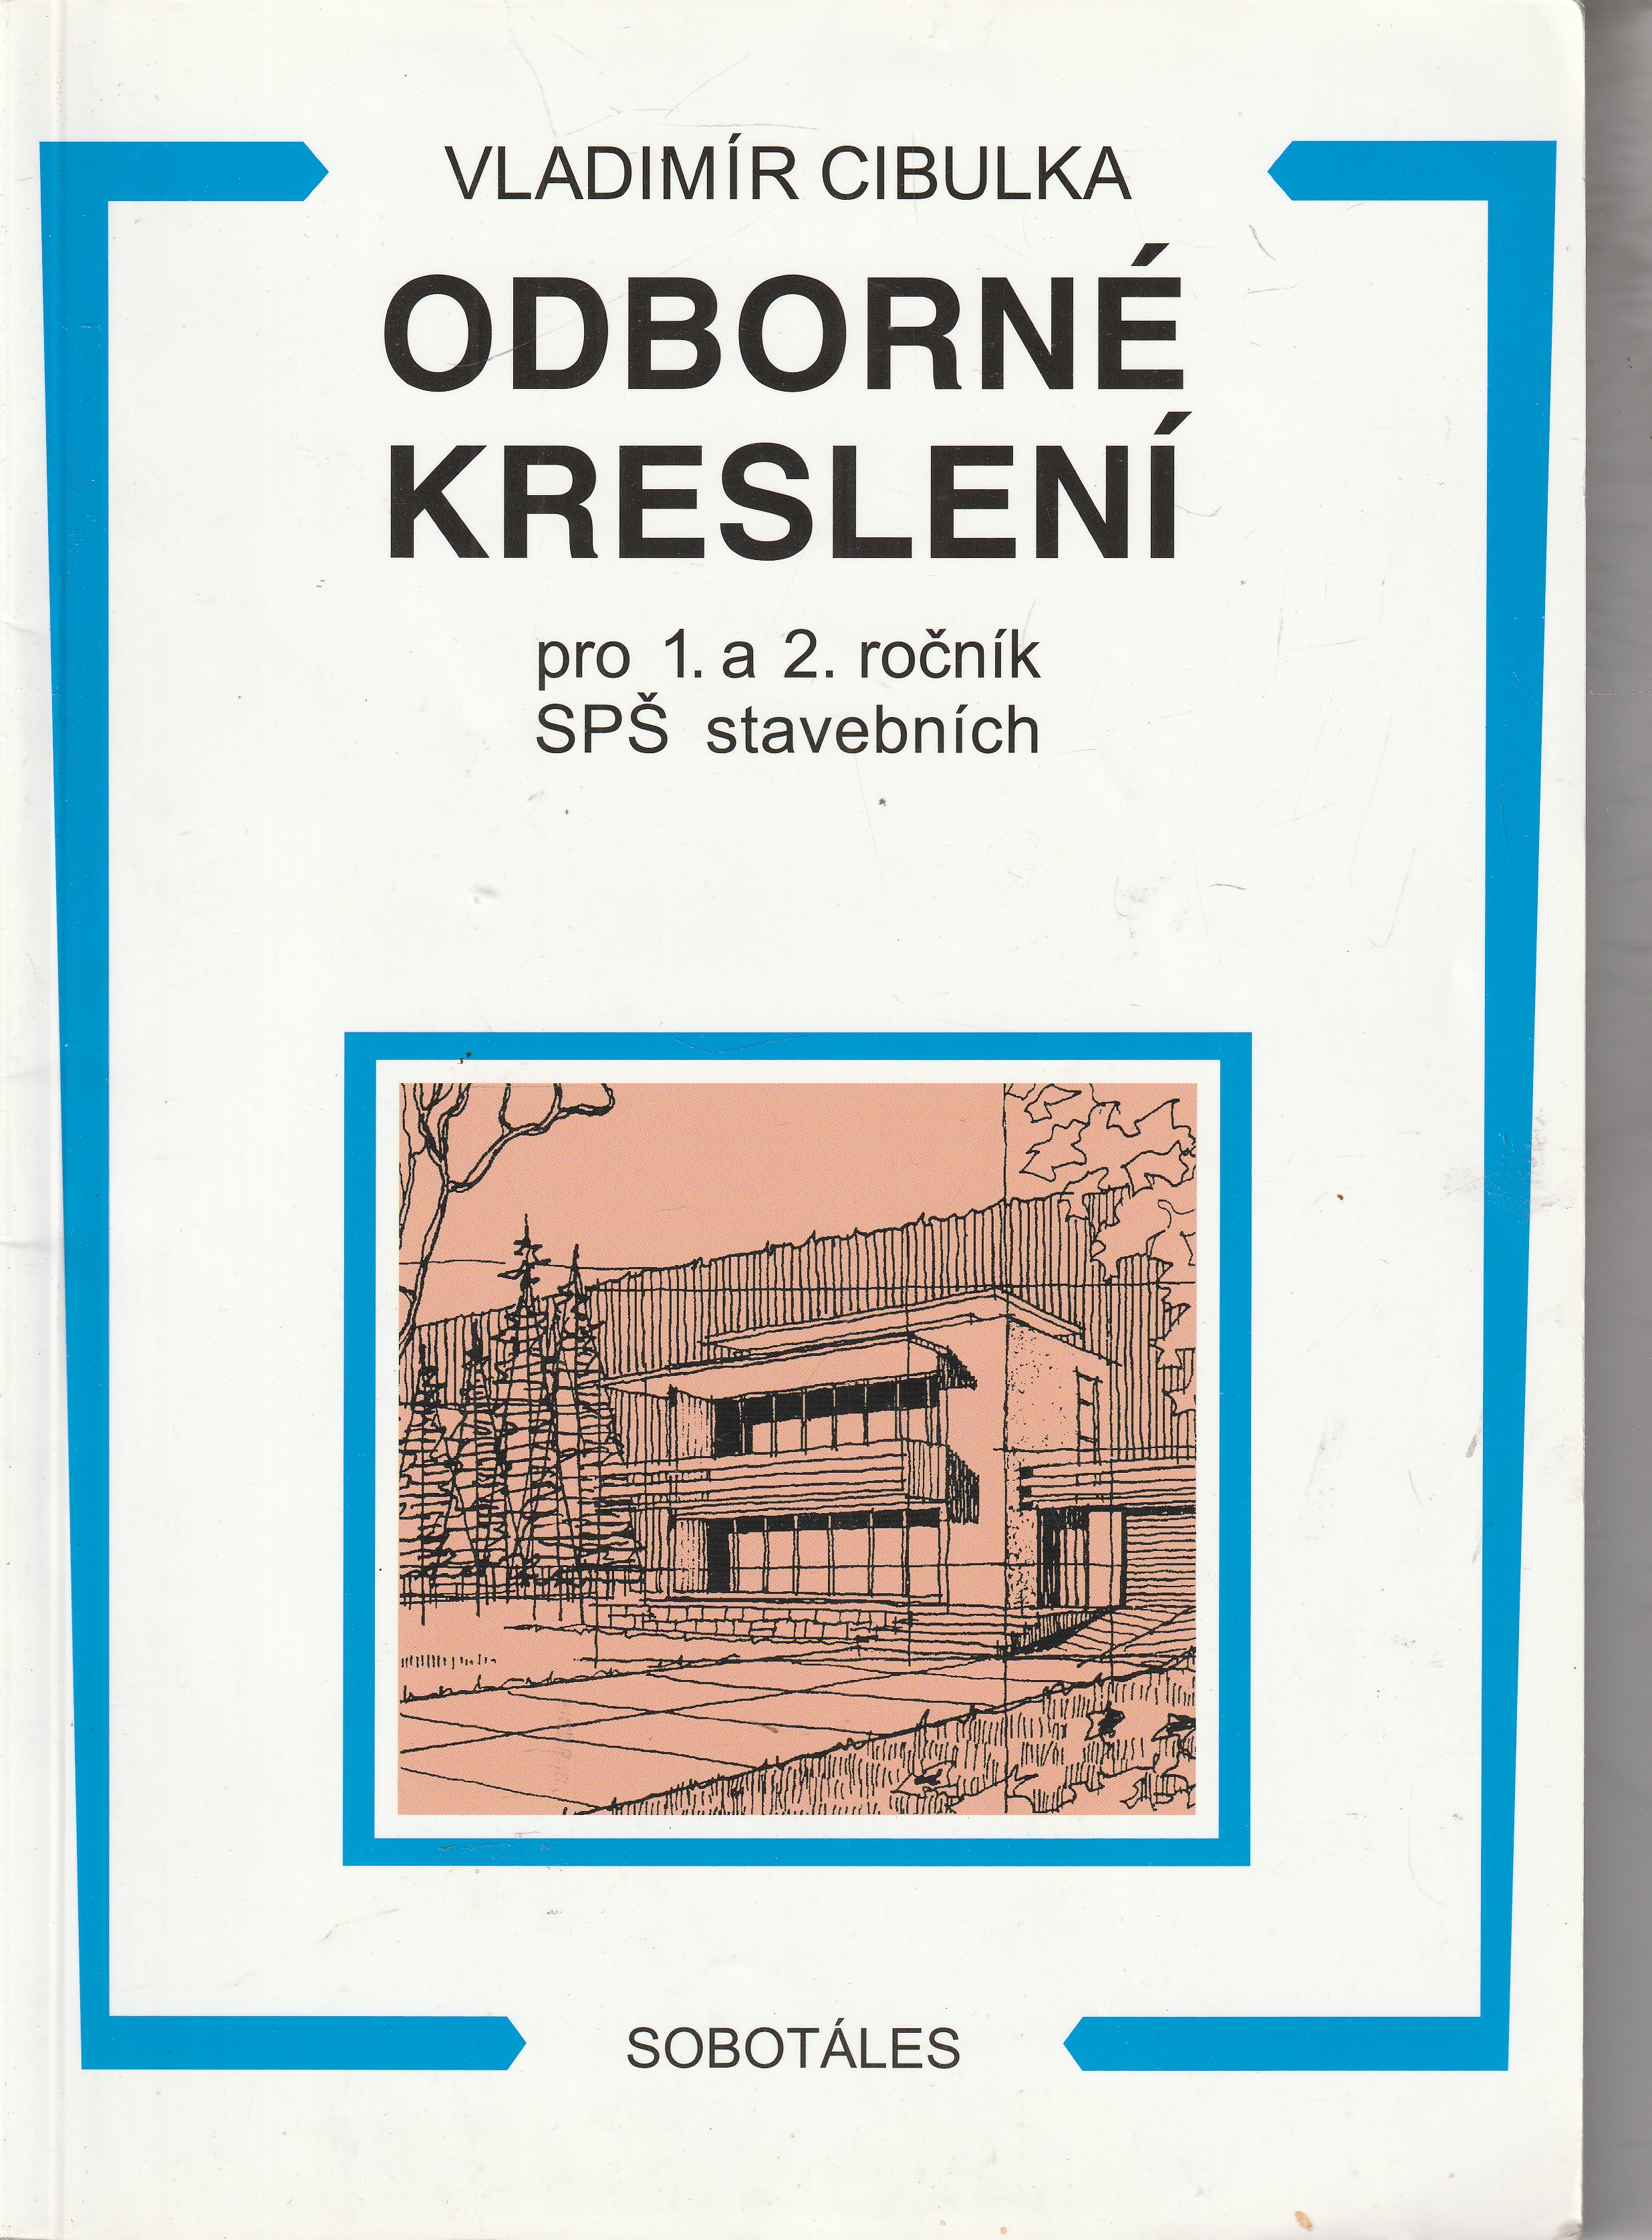 VLADIMÍR CIBULKA
ODBORNÉ
KRESLENÍ
pro 1. a 2. ročník
SPŠ stavebních
SOBOTÁLES